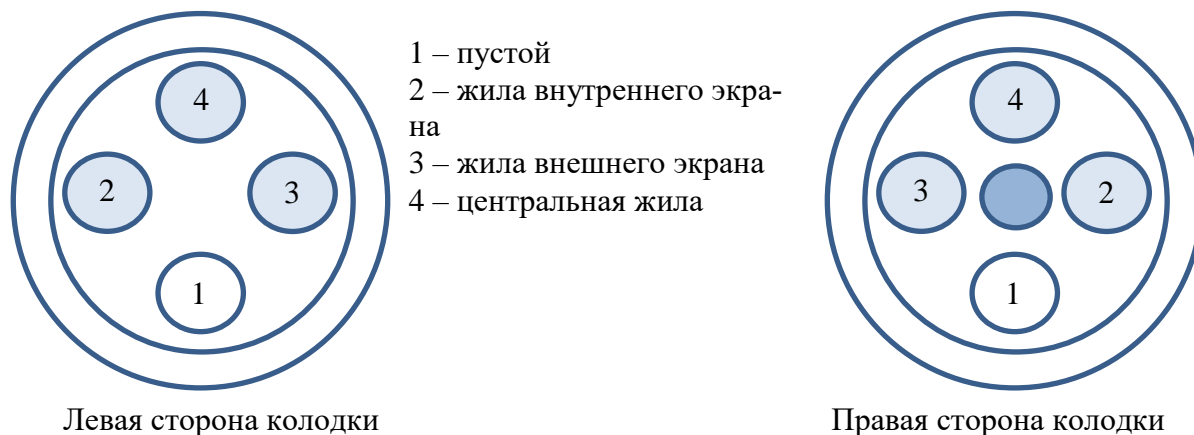 4
2
3
1
1 – пустой
2 – жила внутреннего экра-
на
3 – жила внешнего экрана
4 – центральная жила
4
3
2
1
Левая сторона колодки
Правая сторона колодки